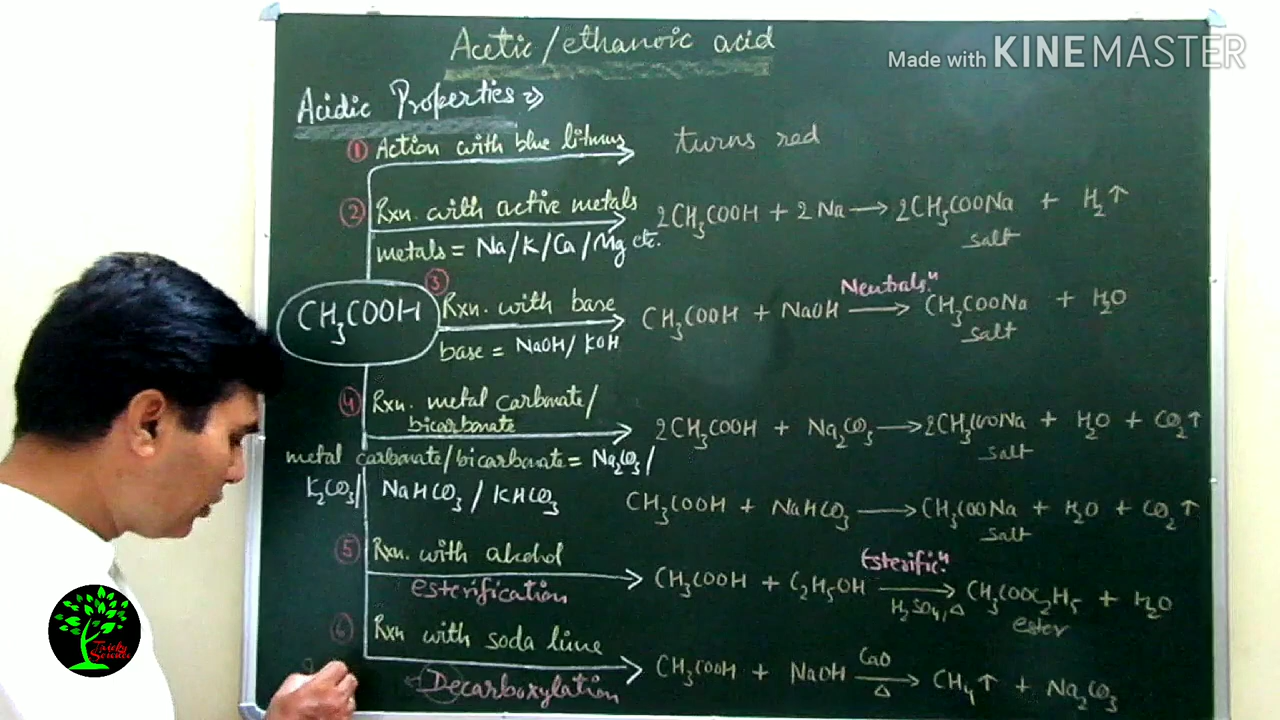 Acetic/ethanoic acid
Made with KINEMASTER
Acidic Properties ⇒
① Action with blue litmus → turns red
② Rxn. with active metals → 2CH₃COOH + 2Na → 2CH₃COONa + H₂↑
salt
metals = Na/K/Ca/Mg etc.
CH₃COOH
③ Rxn. with base → CH₃COOH + NaOH —Neutralsⁿ→ CH₃COONa + H₂O
salt
base = NaOH/KOH
④ Rxn. metal carbonate/
bicarbonate → 2CH₃COOH + Na₂CO₃ → 2CH₃COONa + H₂O + CO₂↑
salt
metal carbonate/bicarbonate = Na₂CO₃/
K₂CO₃/ NaHCO₃/KHCO₃
CH₃COOH + NaHCO₃ → CH₃COONa + H₂O + CO₂↑
salt
⑤ Rxn. with alcohol → CH₃COOH + C₂H₅OH → CH₃COOC₂H₅ + H₂O
Esterificⁿ
H₂SO₄, Δ
ester
esterification
⑥ Rxn with soda lime → CH₃COOH + NaOH → CH₄↑ + Na₂CO₃
CaO
Δ
Decarboxylation
Tricky
Science